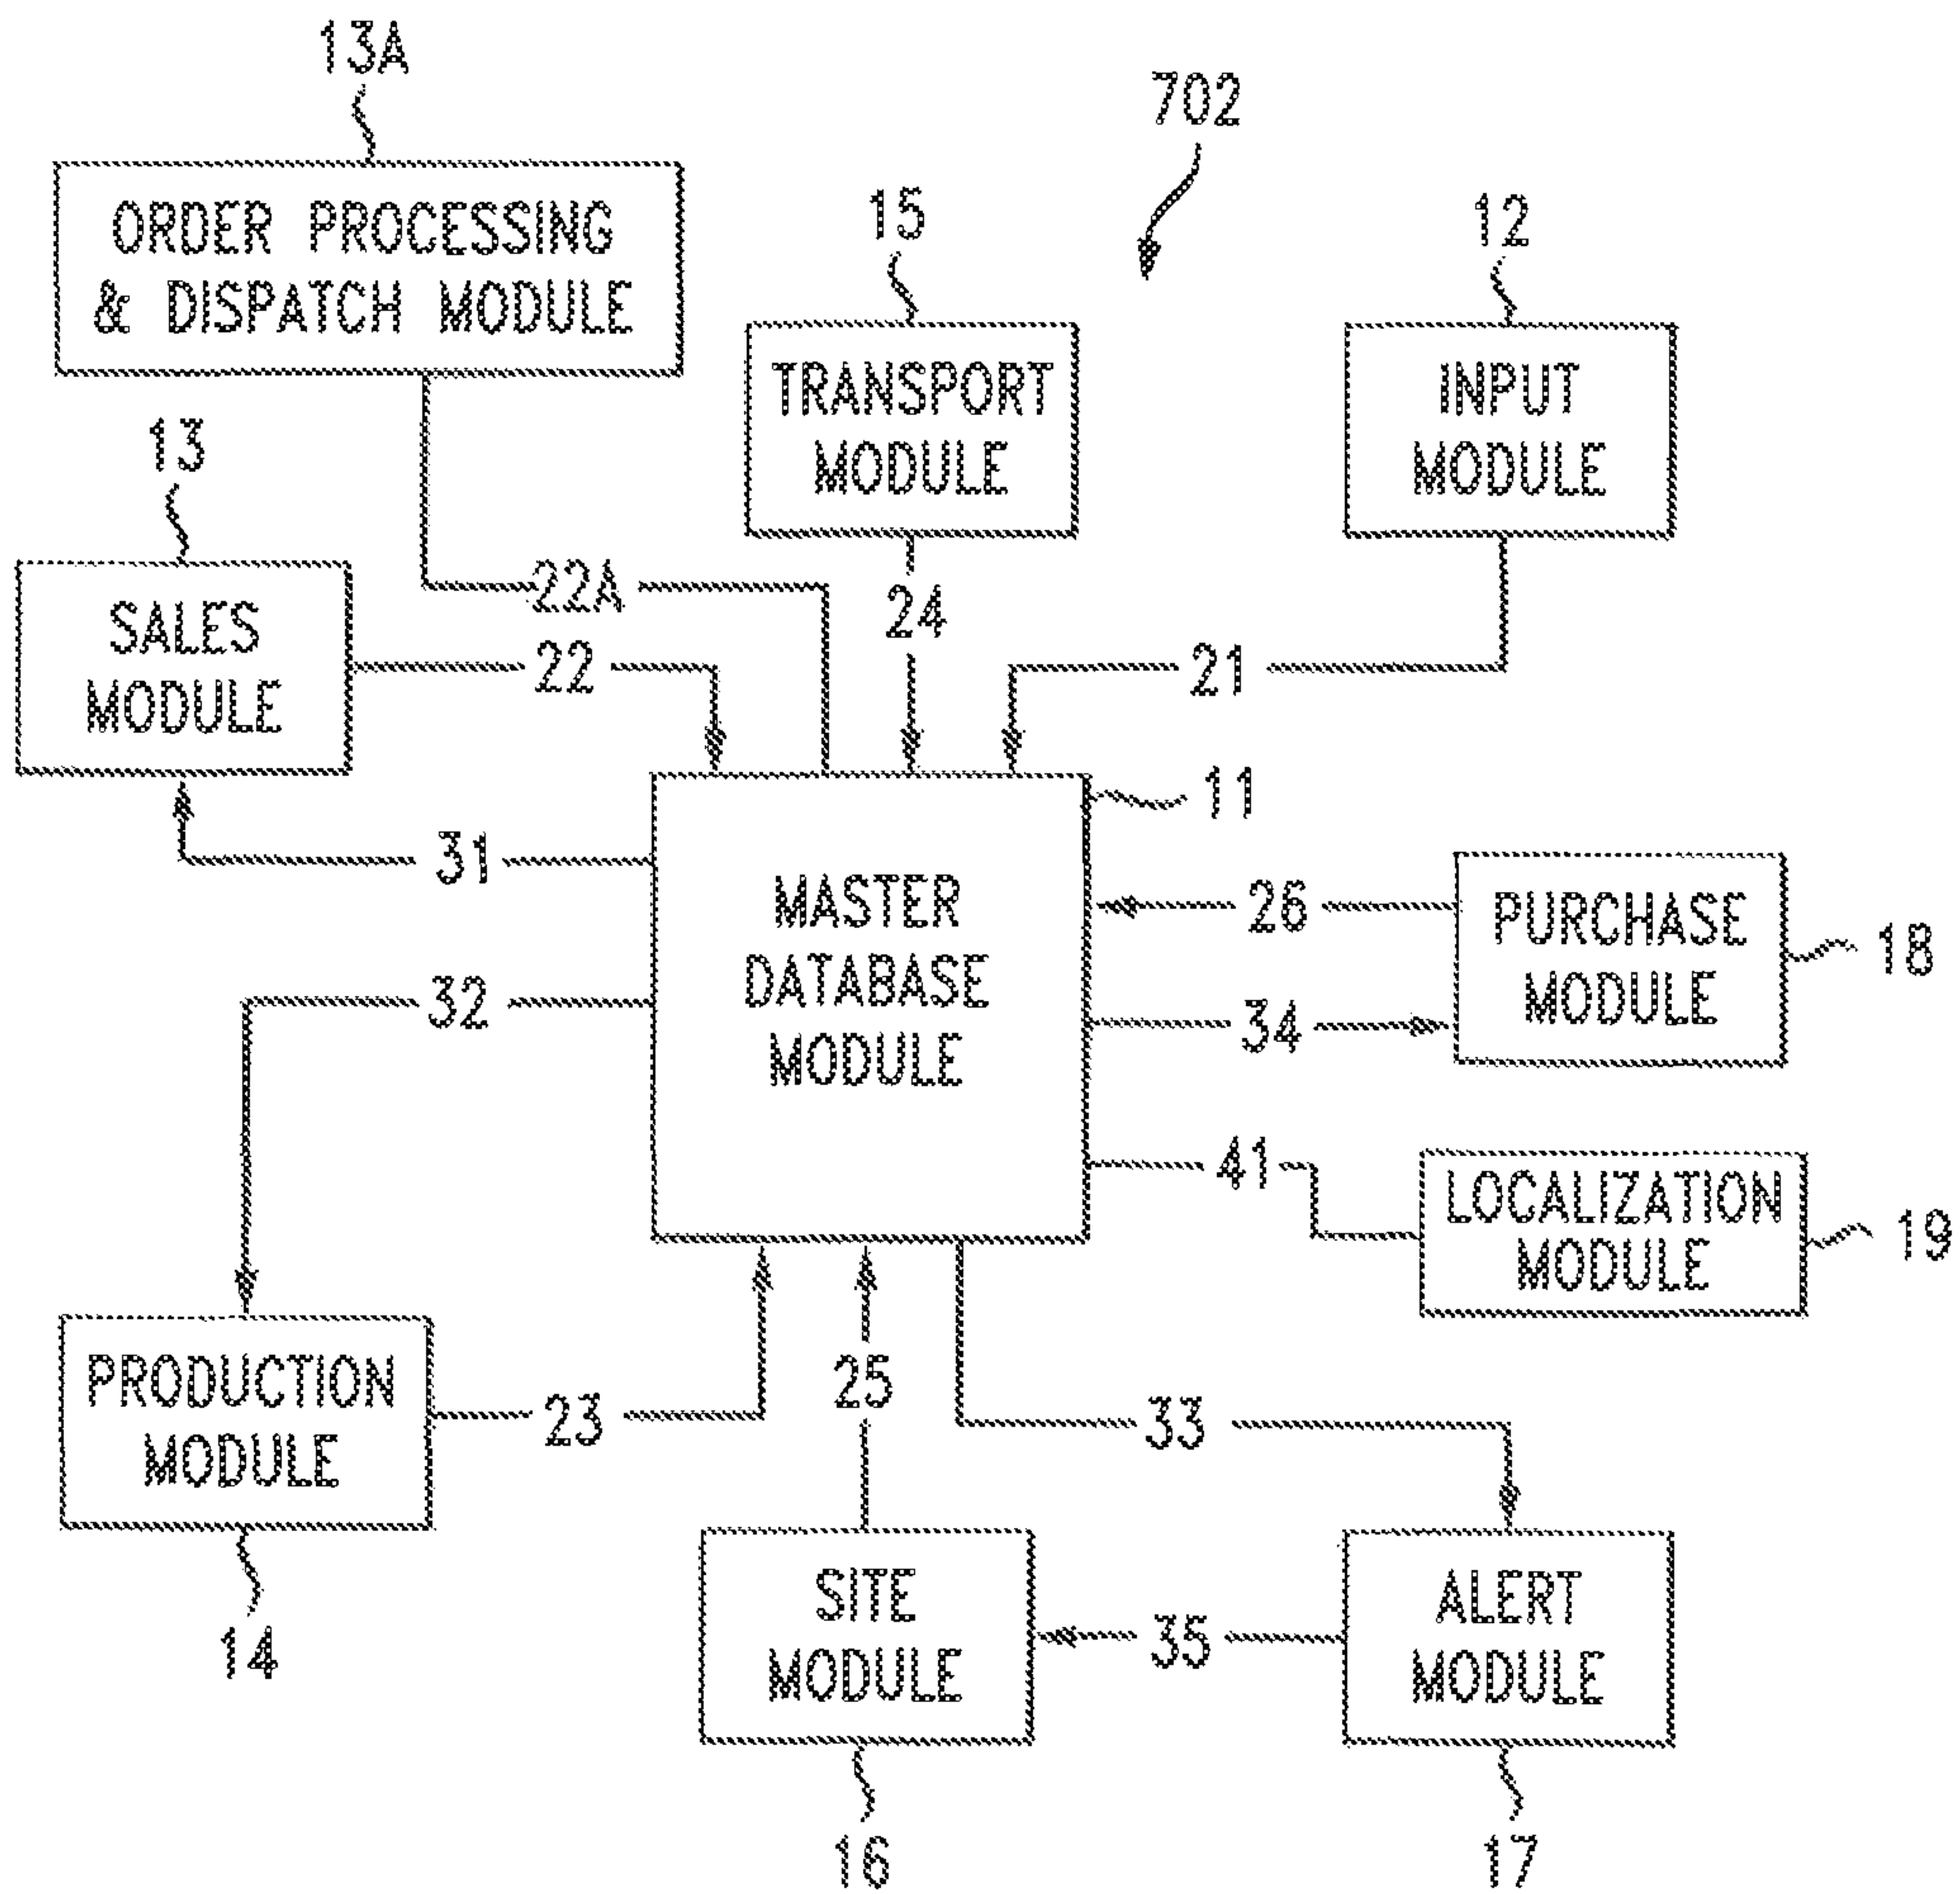 13A
702
ORDER PROCESSING
& DISPATCH MODULE
15
12
TRANSPORT
MODULE
INPUT
MODULE
13
SALES
MODULE
22A
24
22
21
11
31
MASTER
DATABASE
MODULE
26
PURCHASE
MODULE
18
32
34
41
LOCALIZATION
MODULE
19
PRODUCTION
MODULE
23
25
33
14
SITE
MODULE
35
ALERT
MODULE
16
17